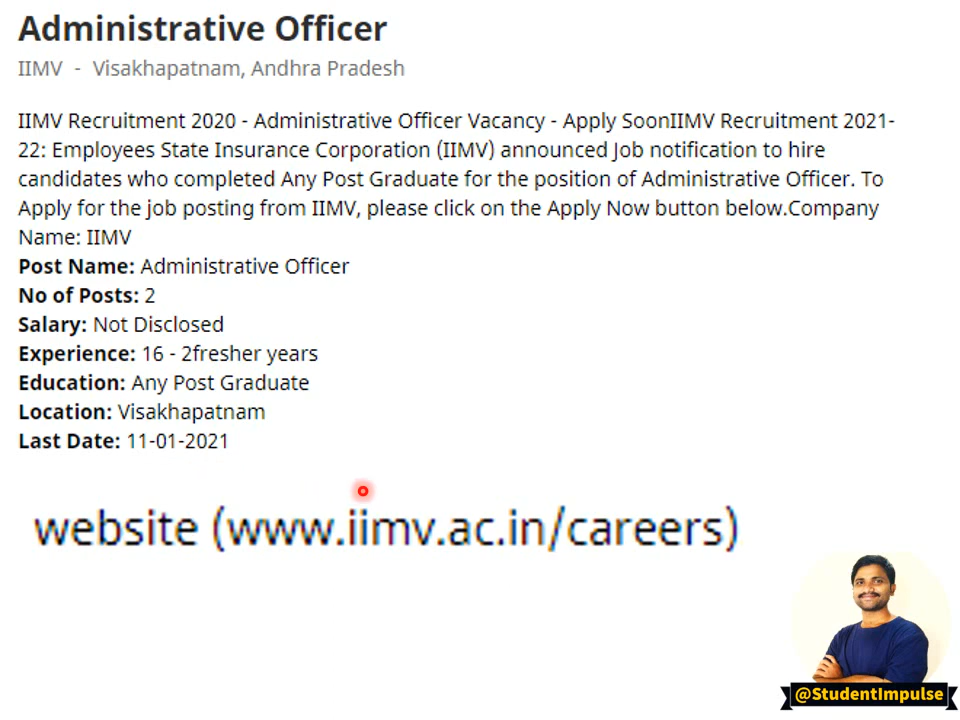 Administrative Officer
IIMV - Visakhapatnam, Andhra Pradesh
IIMV Recruitment 2020 - Administrative Officer Vacancy - Apply SoonIIMV Recruitment 2021-
22: Employees State Insurance Corporation (IIMV) announced Job notification to hire
candidates who completed Any Post Graduate for the position of Administrative Officer. To
Apply for the job posting from IIMV, please click on the Apply Now button below.Company
Name: IIMV
Post Name: Administrative Officer
No of Posts: 2
Salary: Not Disclosed
Experience: 16 - 2fresher years
Education: Any Post Graduate
Location: Visakhapatnam
Last Date: 11-01-2021
website (www.iimv.ac.in/careers)
@StudentImpulse